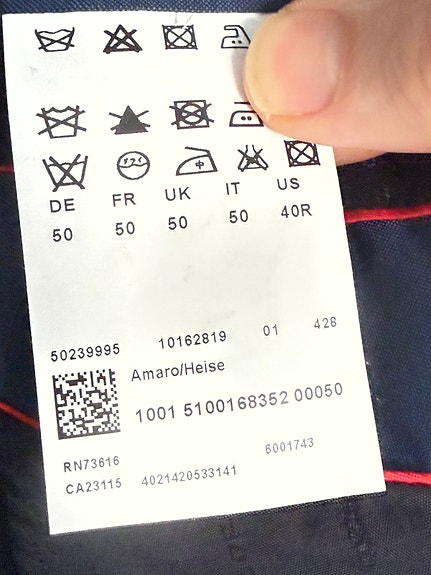 DE FR UK IT US
50 50 50 50 40R
50239995 10162819 01 428
Amaro/Heise
1001 5100168352 00050
RN73616 6001743
CA23115 4021420533141